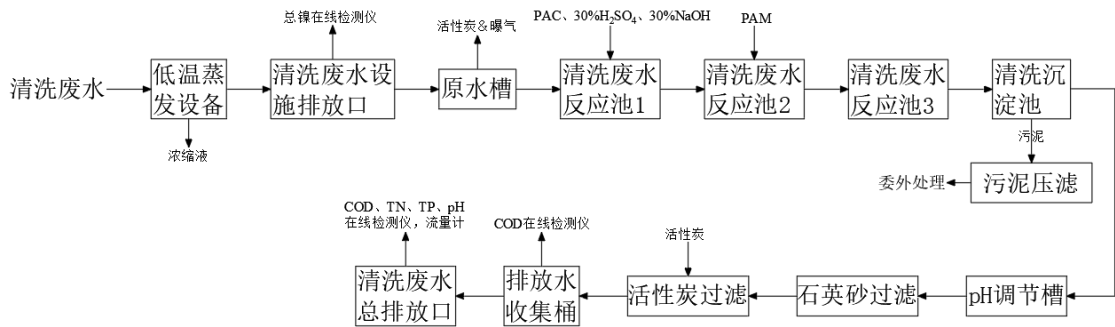 总镍在线检测仪
活性炭&曝气
PAC、30%H₂SO₄、30%NaOH
PAM
清洗废水
低温蒸
发设备
清洗废水设
施排放口
原水槽
清洗废水
反应池1
清洗废水
反应池2
清洗废水
反应池3
清洗沉
淀池
浓缩液
污泥
委外处理
污泥压滤
COD、TN、TP、pH
在线检测仪，流量计
COD在线检测仪
活性炭
清洗废水
总排放口
排放水
收集桶
活性炭过滤
石英砂过滤
pH调节槽